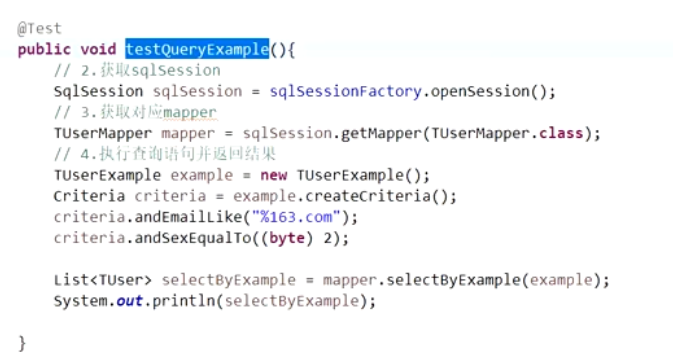 @Test
public void testQueryExample(){
// 2.获取sqlSession
SqlSession sqlSession = sqlSessionFactory.openSession();
// 3.获取对应mapper
TUserMapper mapper = sqlSession.getMapper(TUserMapper.class);
// 4.执行查询语句并返回结果
TUserExample example = new TUserExample();
Criteria criteria = example.createCriteria();
criteria.andEmailLike("%163.com");
criteria.andSexEqualTo((byte) 2);
List<TUser> selectByExample = mapper.selectByExample(example);
System.out.println(selectByExample);
}